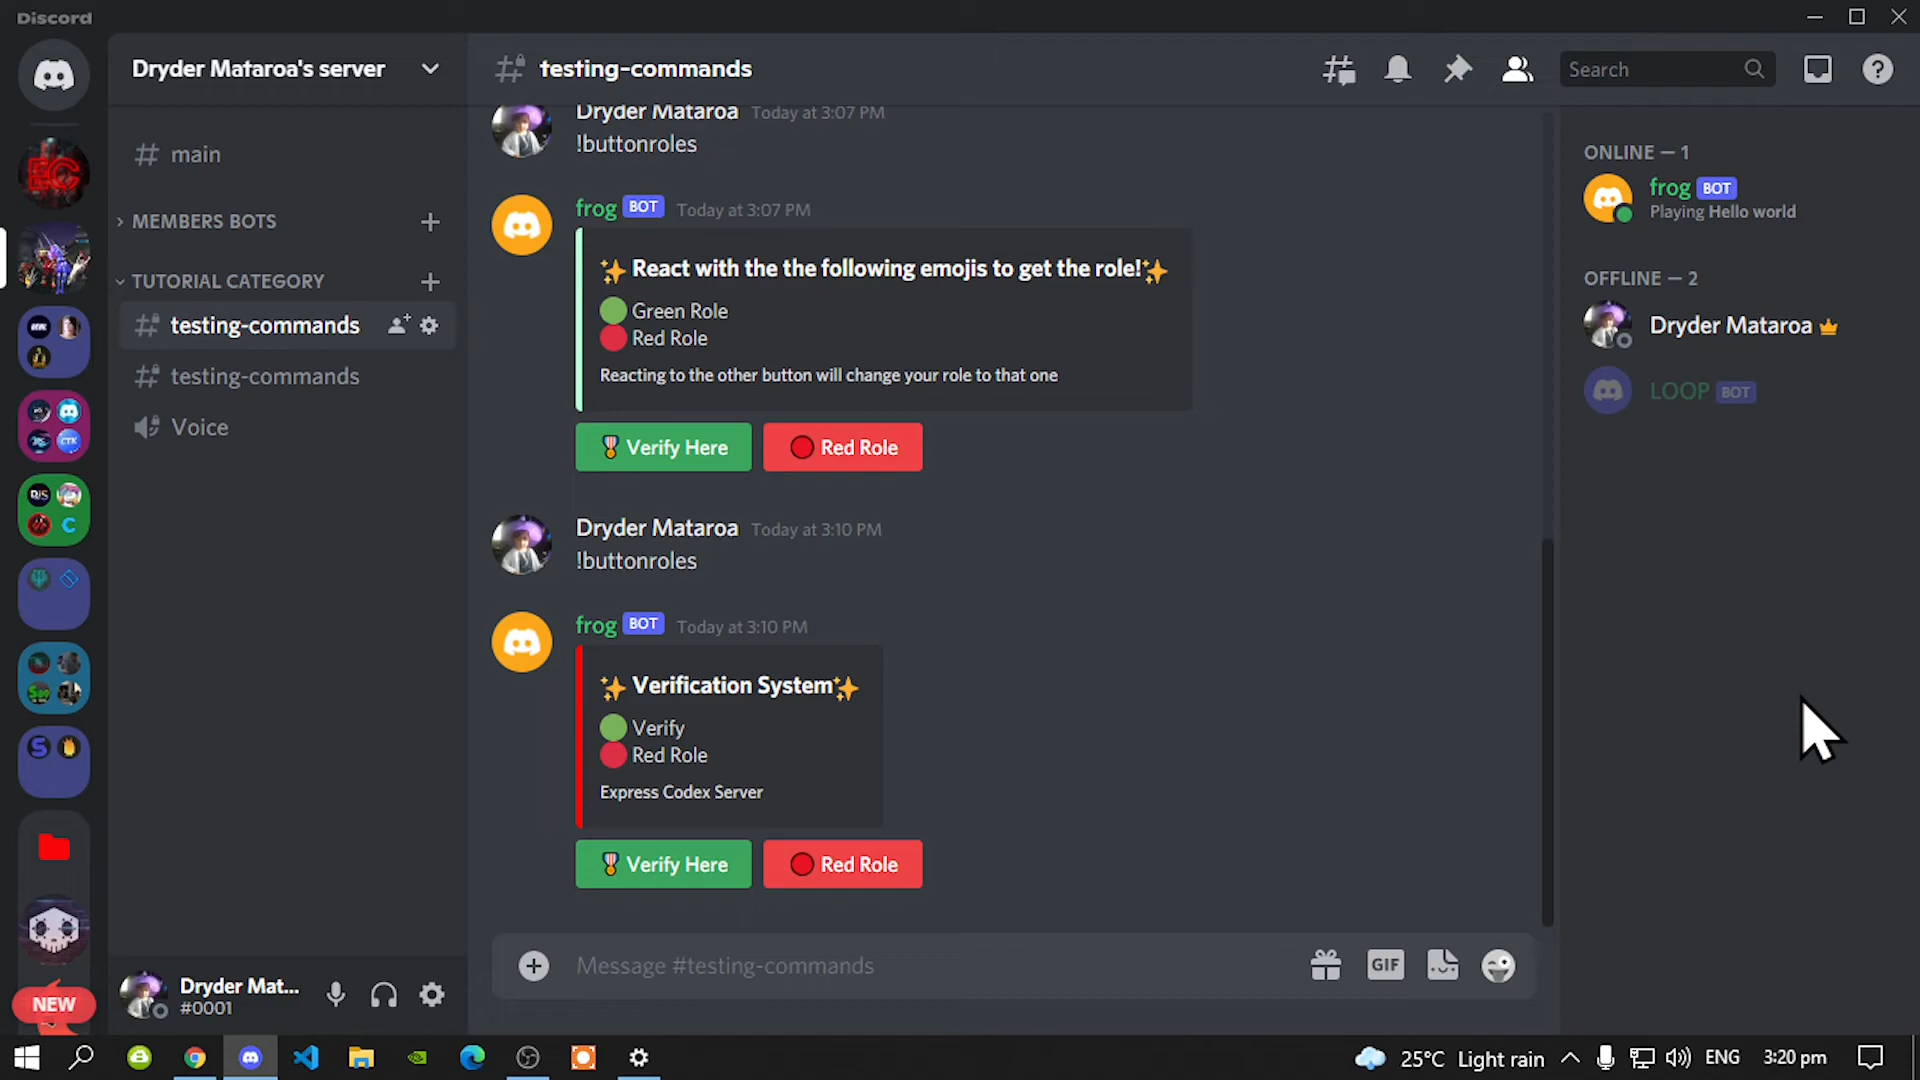 Discord
Dryder Mataroa's server
testing-commands
Search
main
MEMBERS BOTS
TUTORIAL CATEGORY
testing-commands
testing-commands
Voice
Dryder Mataroa Today at 3:07 PM
!buttonroles
frog BOT Today at 3:07 PM
✨ React with the the following emojis to get the role!✨
🟢 Green Role
🔴 Red Role
Reacting to the other button will change your role to that one
🎖 Verify Here
🔴 Red Role
Dryder Mataroa Today at 3:10 PM
!buttonroles
frog BOT Today at 3:10 PM
✨ Verification System✨
🟢 Verify
🔴 Red Role
Express Codex Server
🎖 Verify Here
🔴 Red Role
Message #testing-commands
GIF
ONLINE — 1
frog BOT
Playing Hello world
OFFLINE — 2
Dryder Mataroa
LOOP BOT
EC
CTK
C
S
NEW
Dryder Mat...
#0001
25°C Light rain
ENG
3:20 pm